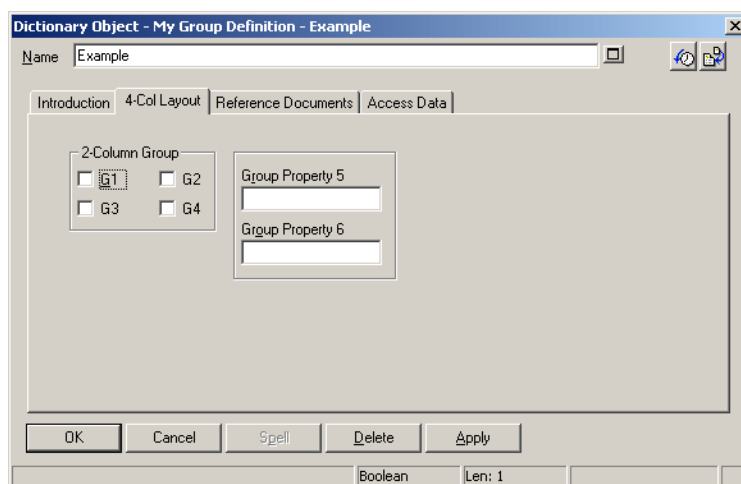 Dictionary Object - My Group Definition - Example
Name Example
Introduction 4-Col Layout Reference Documents Access Data
2-Column Group
G1 G2
Group Property 5
G3 G4
Group Property 6
OK Cancel Spell Delete Apply
Boolean Len: 1